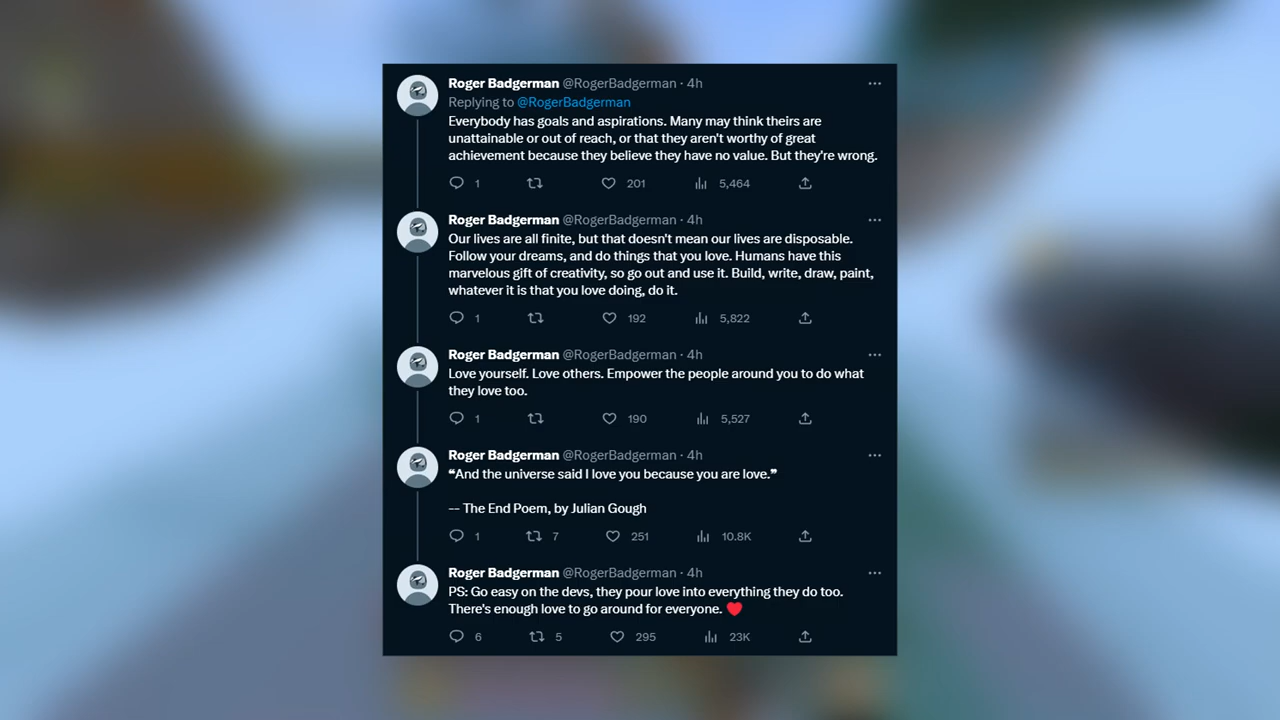 Roger Badgerman @RogerBadgerman · 4h
Replying to @RogerBadgerman
Everybody has goals and aspirations. Many may think theirs are
unattainable or out of reach, or that they aren't worthy of great
achievement because they believe they have no value. But they're wrong.
1 201 5,464
Roger Badgerman @RogerBadgerman · 4h
Our lives are all finite, but that doesn't mean our lives are disposable.
Follow your dreams, and do things that you love. Humans have this
marvelous gift of creativity, so go out and use it. Build, write, draw, paint,
whatever it is that you love doing, do it.
1 192 5,822
Roger Badgerman @RogerBadgerman · 4h
Love yourself. Love others. Empower the people around you to do what
they love too.
1 190 5,527
Roger Badgerman @RogerBadgerman · 4h
❝And the universe said I love you because you are love.❞
-- The End Poem, by Julian Gough
1 7 251 10.8K
Roger Badgerman @RogerBadgerman · 4h
PS: Go easy on the devs, they pour love into everything they do too.
There's enough love to go around for everyone. ❤️
6 5 295 23K